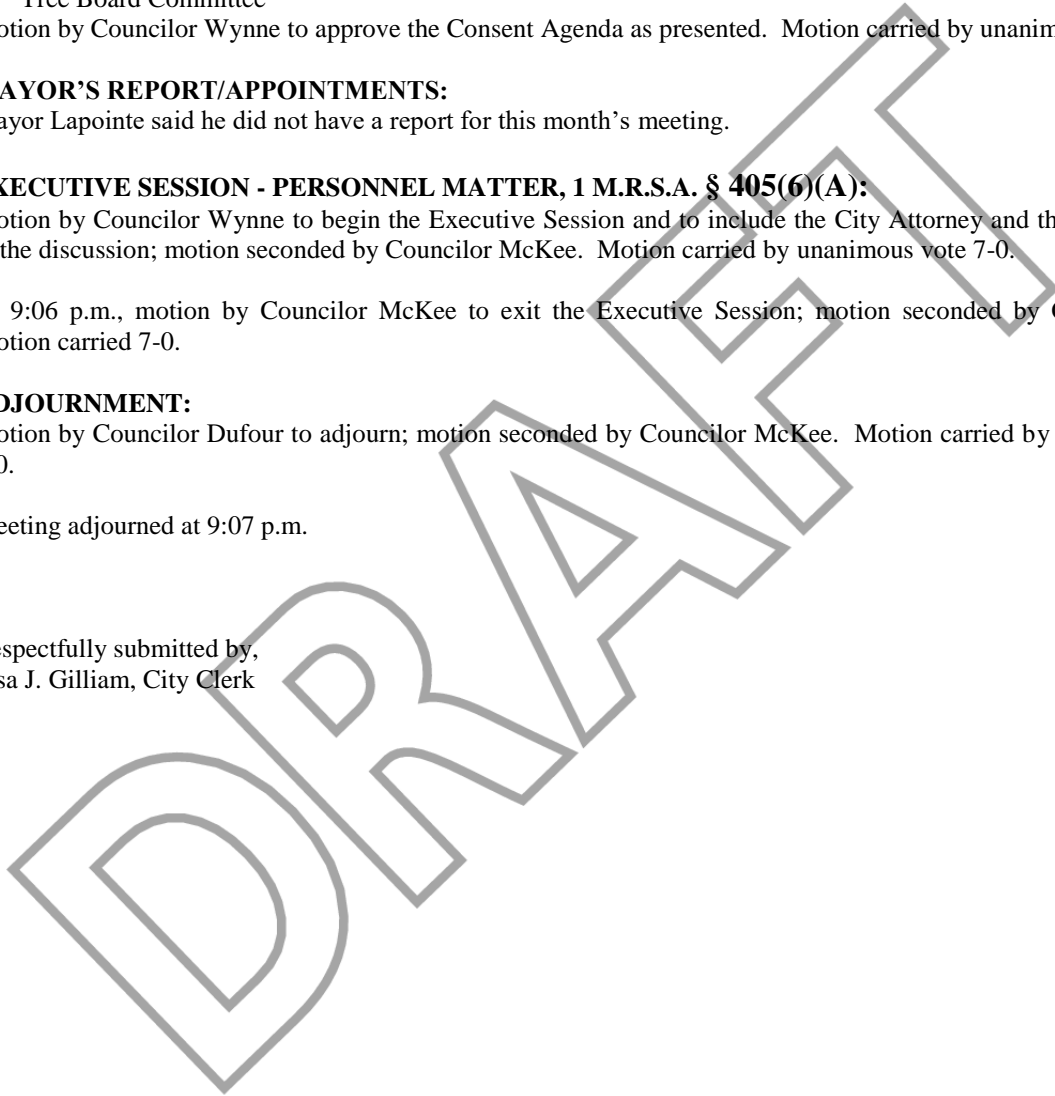 Tree Board Committee
otion by Councilor Wynne to approve the Consent Agenda as presented. Motion carried by unanim
AYOR'S REPORT/APPOINTMENTS:
ayor Lapointe said he did not have a report for this month's meeting.
XECUTIVE SESSION - PERSONNEL MATTER, 1 M.R.S.A. § 405(6)(A):
otion by Councilor Wynne to begin the Executive Session and to include the City Attorney and th
the discussion; motion seconded by Councilor McKee. Motion carried by unanimous vote 7-0.
9:06 p.m., motion by Councilor McKee to exit the Executive Session; motion seconded by C
otion carried 7-0.
DJOURNMENT:
otion by Councilor Dufour to adjourn; motion seconded by Councilor McKee. Motion carried by
0.
eeting adjourned at 9:07 p.m.
espectfully submitted by,
sa J. Gilliam, City Clerk
DRAFT